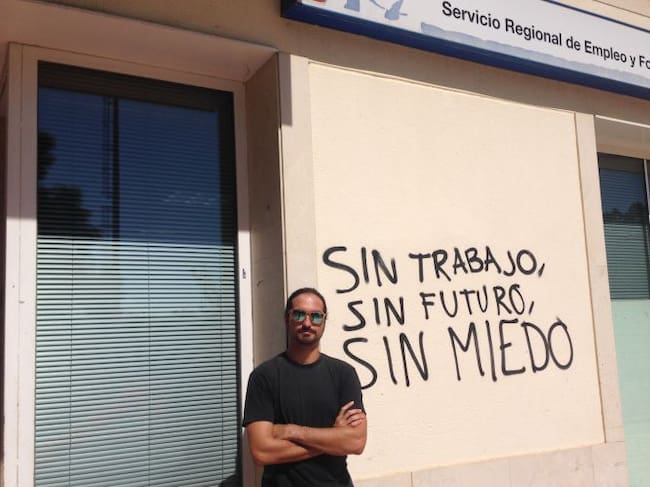 Servicio Regional de Empleo y Fo
SIN TRABAJO,
SIN FUTURO,
SIN MIEDO